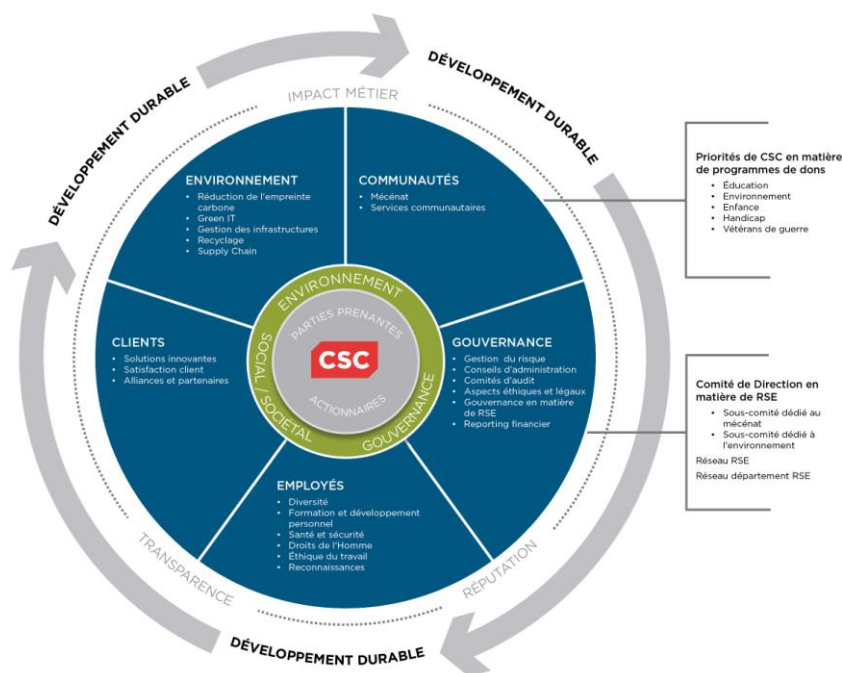 DÉVELOPPEMENT DURABLE
DÉVELOPPEMENT DURABLE
IMPACT MÉTIER
ENVIRONNEMENT
• Réduction de l'empreinte
carbone
• Green IT
• Gestion des infrastructures
• Recyclage
• Supply Chain
COMMUNAUTÉS
• Mécénat
• Services communautaires
Priorités de CSC en matière
de programmes de dons
• Éducation
• Environnement
• Enfance
• Handicap
• Vétérans de guerre
CLIENTS
• Solutions innovantes
• Satisfaction client
• Alliances et partenaires
ENVIRONNEMENT
SOCIAL / SOCIÉTAL
GOUVERNANCE
PARTIES PRENANTES
CSC
ACTIONNAIRES
GOUVERNANCE
• Gestion du risque
• Conseils d'administration
• Comités d'audit
• Aspects éthiques et légaux
• Gouvernance en matière
de RSE
• Reporting financier
Comité de Direction en
matière de RSE
• Sous-comité dédié au
mécénat
• Sous-comité dédié à
l'environnement
Réseau RSE
Réseau département RSE
EMPLOYÉS
• Diversité
• Formation et développement
personnel
• Santé et sécurité
• Droits de l'Homme
• Éthique du travail
• Reconnaissances
TRANSPARENCE
RÉPUTATION
DÉVELOPPEMENT DURABLE